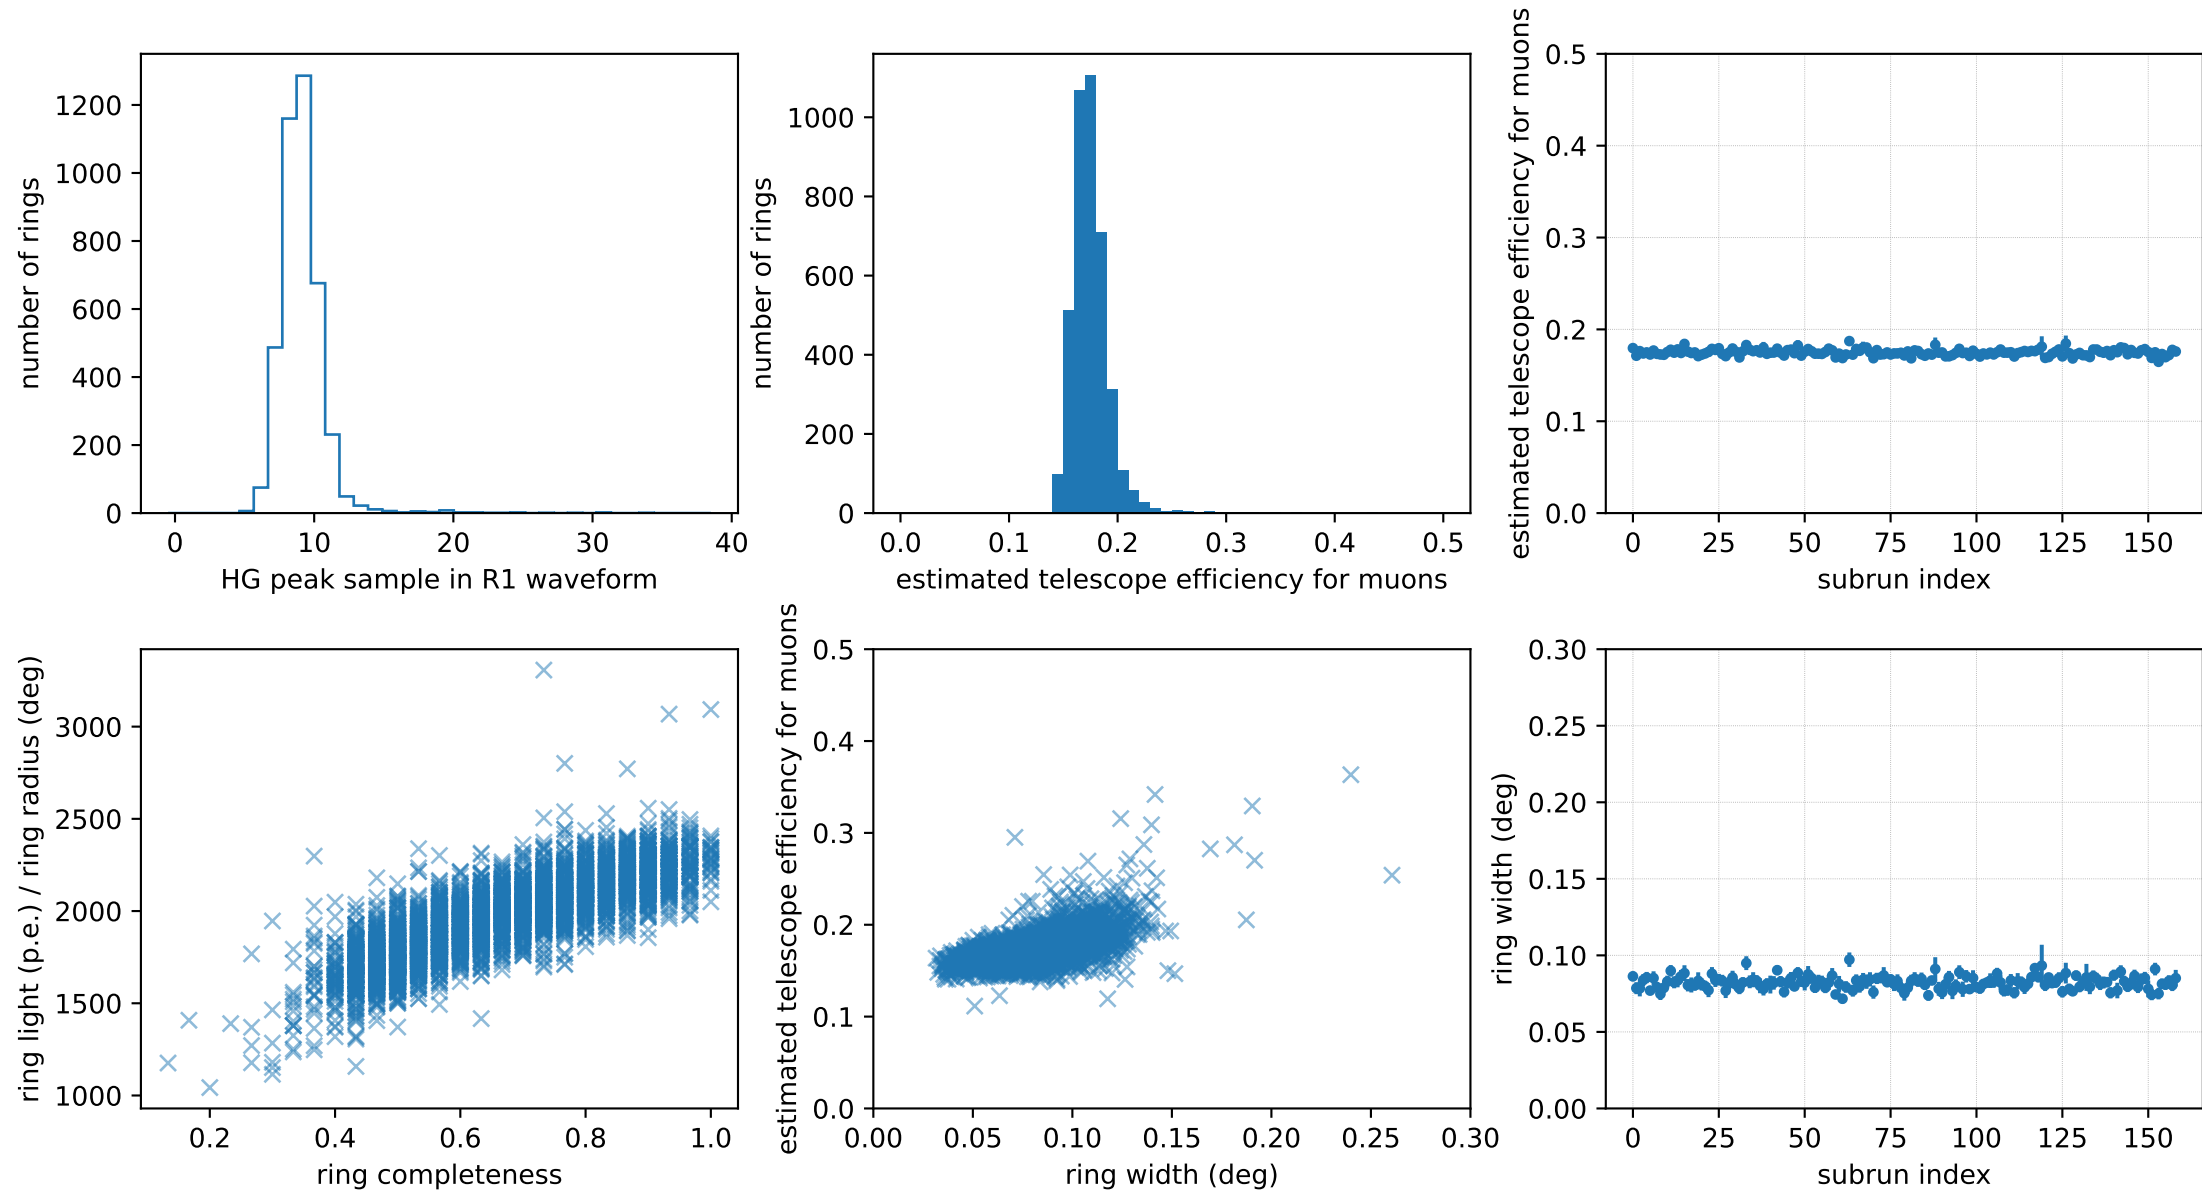 number of rings
1200
1000
800
600
400
200
0
0 10 20 30 40
HG peak sample in R1 waveform
number of rings
1000
800
600
400
200
0
0.0 0.1 0.2 0.3 0.4 0.5
estimated telescope efficiency for muons
estimated telescope efficiency for muons
0.5
0.4
0.3
0.2
0.1
0.0
0 25 50 75 100 125 150
subrun index
ring light (p.e.) / ring radius (deg)
3000
2500
2000
1500
1000
0.2 0.4 0.6 0.8 1.0
ring completeness
estimated telescope efficiency for muons
0.5
0.4
0.3
0.2
0.1
0.0
0.00 0.05 0.10 0.15 0.20 0.25 0.30
ring width (deg)
ring width (deg)
0.30
0.25
0.20
0.15
0.10
0.05
0.00
0 25 50 75 100 125 150
subrun index